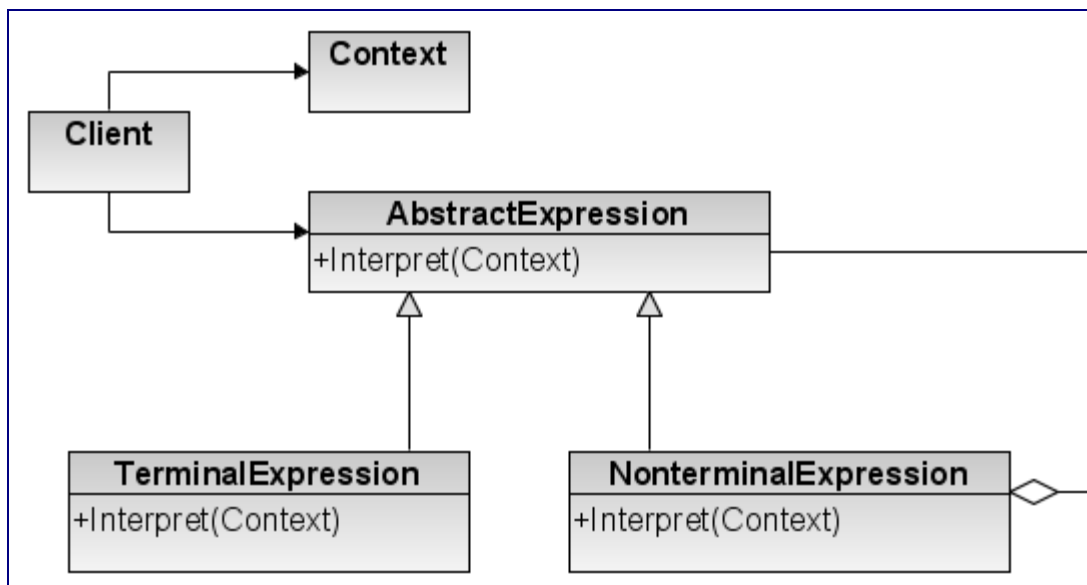 Context
Client
AbstractExpression
+Interpret(Context)
TerminalExpression
+Interpret(Context)
NonterminalExpression
+Interpret(Context)